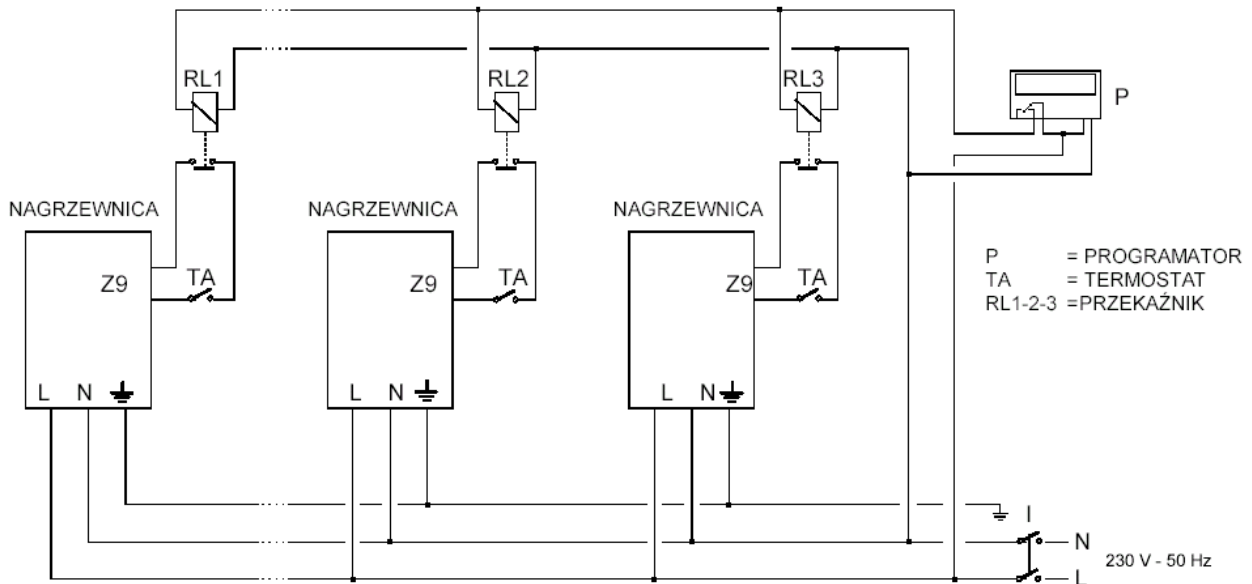 RL1 RL2 RL3
P
NAGRZEWNICA NAGRZEWNICA NAGRZEWNICA
Z9 TA Z9 TA Z9 TA
P = PROGRAMATOR
TA = TERMOSTAT
RL1-2-3 =PRZEKAŹNIK
L N L N L N
I
N
230 V - 50 Hz
L